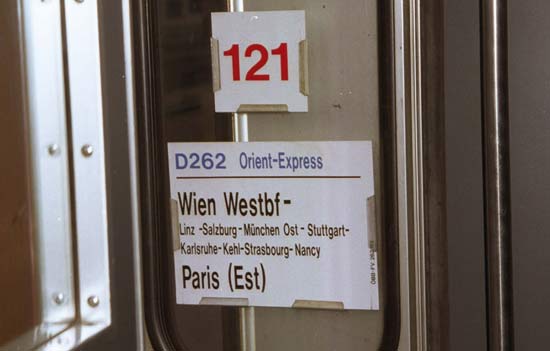 121
D262 Orient-Express
Wien Westbf-
Linz -Salzburg-München Ost - Stuttgart-
Karlsruhe-Kehl-Strasbourg- Nancy
Paris (Est)